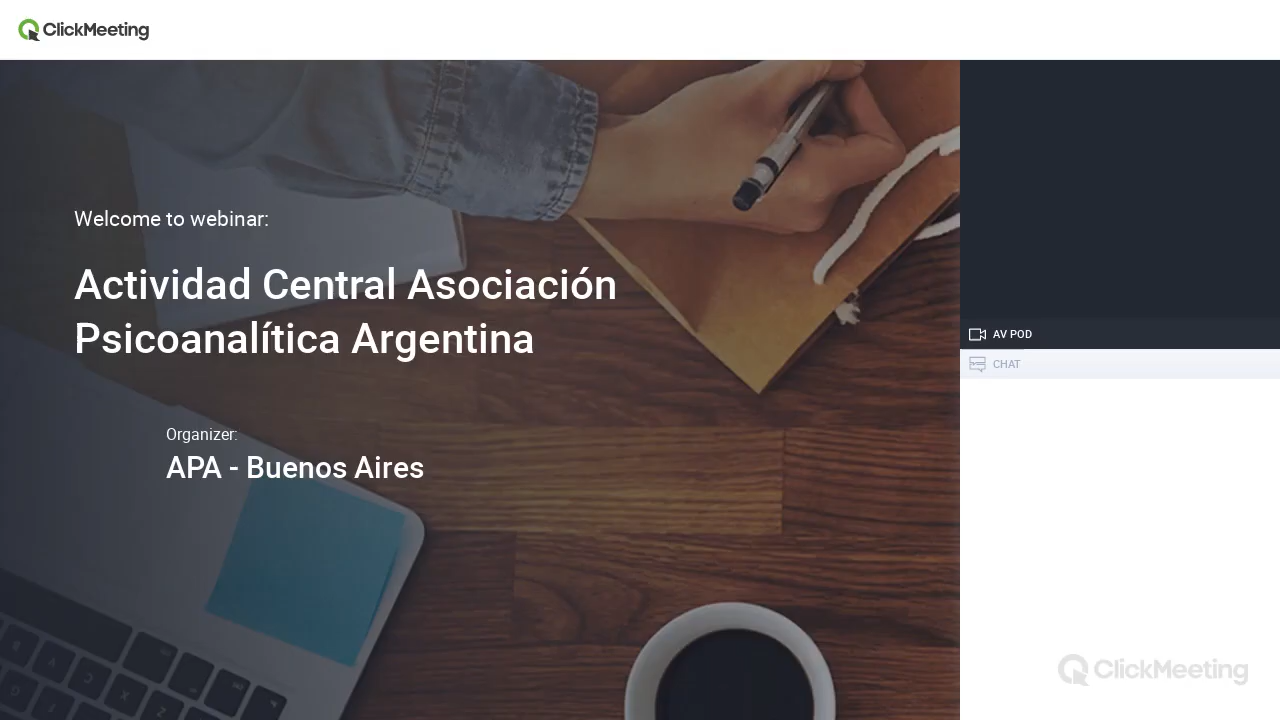 ClickMeeting
Welcome to webinar:
Actividad Central Asociación
Psicoanalítica Argentina
Organizer:
APA - Buenos Aires
AV POD
CHAT
ClickMeeting